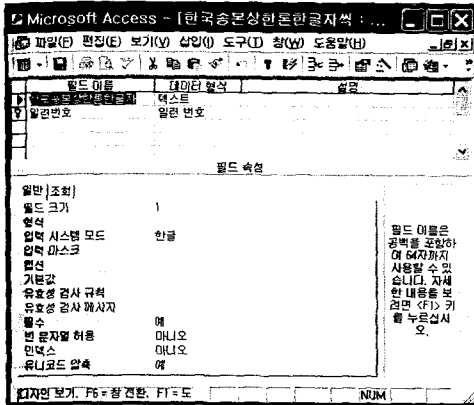 Microsoft Access - [한국송본상한론한글자씩 : ...
파일(F) 편집(E) 보기(V) 삽입(I) 도구(T) 창(W) 도움말(H)
필드 이름 데이터 형식 설명
텍스트
일련번호 일련 번호
필드 속성
일반 조회
필드 크기 1
형식
입력 시스템 모드 한글
입력 마스크
캡션
기본값
유효성 검사 규칙
유효성 검사 메시지
필수 예
빈 문자열 허용 아니오
인덱스 아니오
유니코드 압축 예
필드 이름은
공백을 포함하
여 64자까지
사용할 수 있
습니다. 자세
한 내용을 보
려면 <F1> 키
를 누르십시
오.
디자인 보기. F6 = 창 전환. F1 = 도 NUM